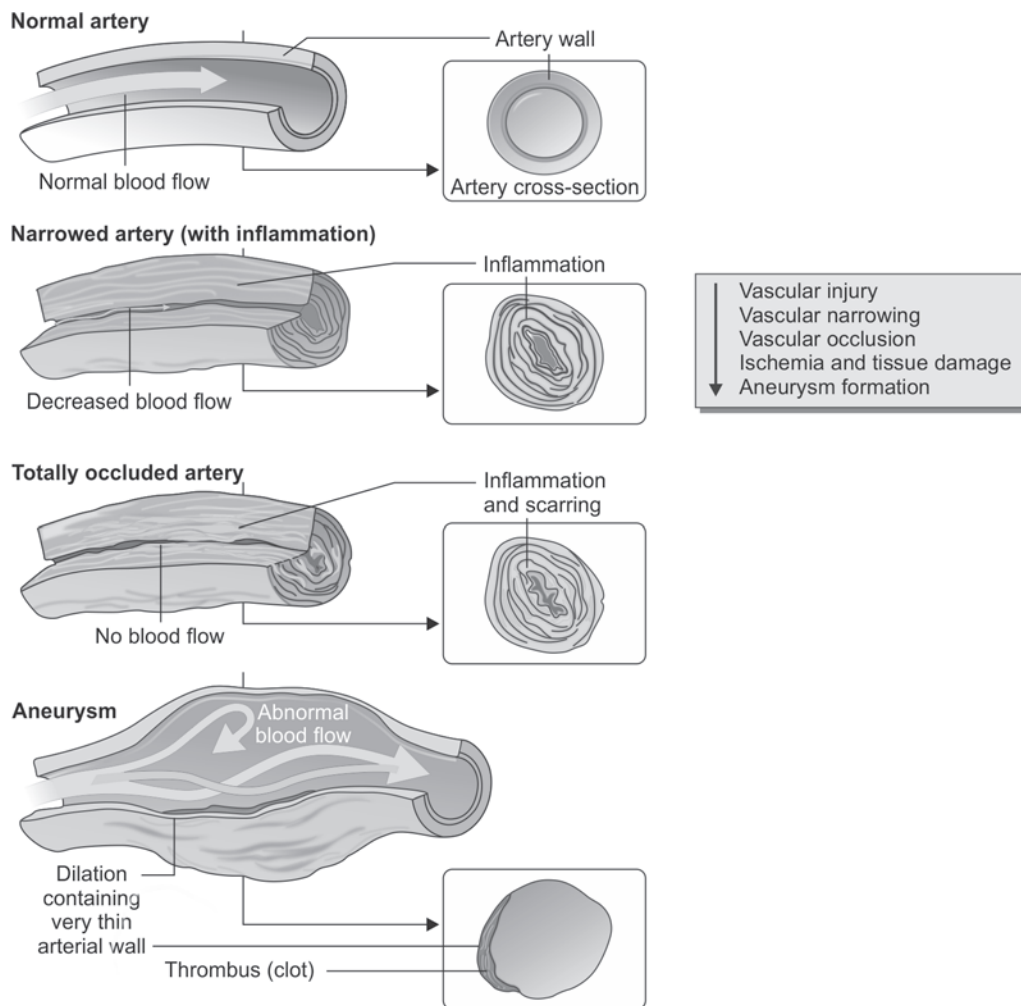 Normal artery
Artery wall
Normal blood flow
Artery cross-section
Narrowed artery (with inflammation)
Inflammation
Decreased blood flow
Vascular injury
Vascular narrowing
Vascular occlusion
Ischemia and tissue damage
Aneurysm formation
Totally occluded artery
Inflammation
and scarring
No blood flow
Aneurysm
Abnormal
blood flow
Dilation
containing
very thin
arterial wall
Thrombus (clot)